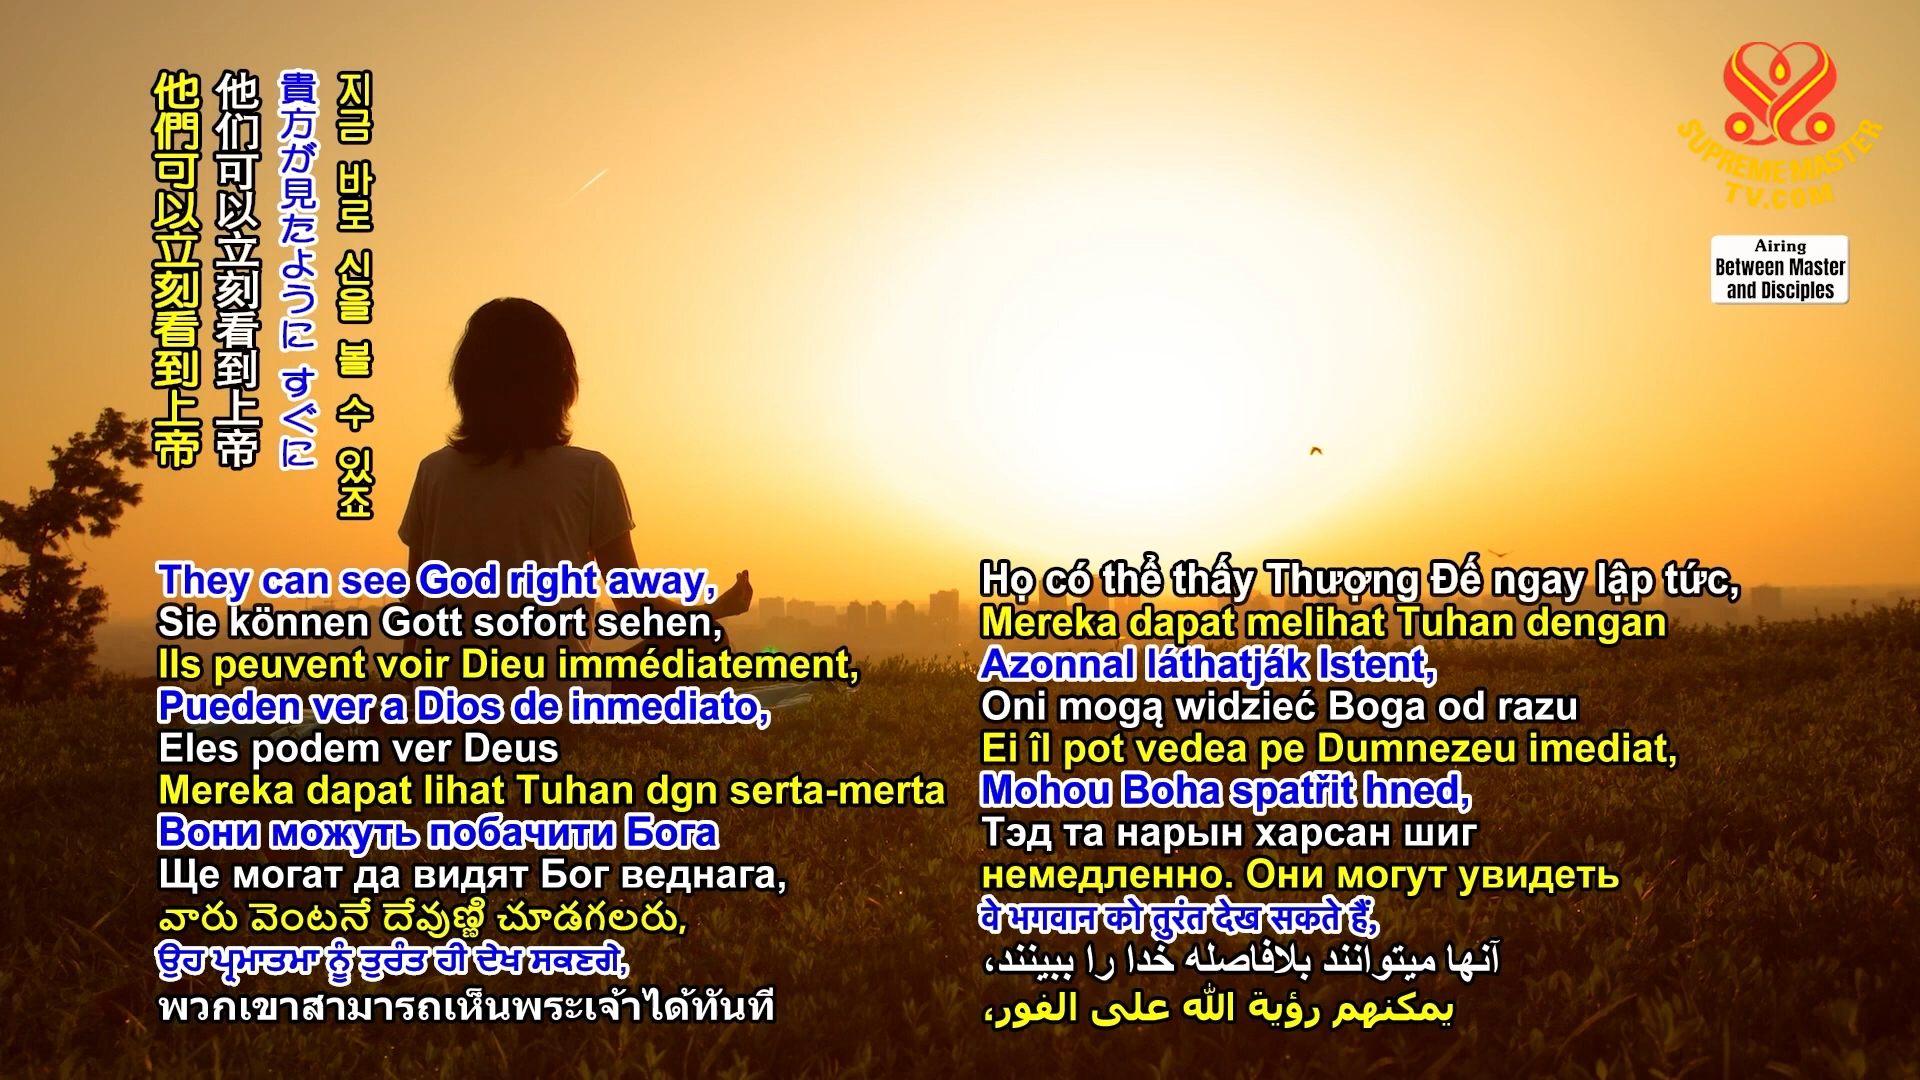 他們可以立刻看到上帝
他们可以立刻看到上帝
貴方が見たように すぐに
지금 바로 신을 볼 수 있죠
SUPREME MASTER
TV.COM
Airing
Between Master
and Disciples
They can see God right away,
Sie können Gott sofort sehen,
Ils peuvent voir Dieu immédiatement,
Pueden ver a Dios de inmediato,
Eles podem ver Deus
Mereka dapat lihat Tuhan dgn serta-merta
Вони можуть побачити Бога
Ще могат да видят Бог веднага,
వారు వెంటనే దేవుణ్ణి చూడగలరు,
ਉਹ ਪ੍ਰਮਾਤਮਾ ਨੂੰ ਤੁਰੰਤ ਹੀ ਦੇਖ ਸਕਣਗੇ,
พวกเขาสามารถเห็นพระเจ้าได้ทันที
Họ có thể thấy Thượng Đế ngay lập tức,
Mereka dapat melihat Tuhan dengan
Azonnal láthatják Istent,
Oni mogą widzieć Boga od razu
Ei îl pot vedea pe Dumnezeu imediat,
Mohou Boha spatřit hned,
Тэд та нарын харсан шиг
немедленно. Они могут увидеть
वे भगवान को तुरंत देख सकते हैं,
آنها میتوانند بلافاصله خدا را ببینند،
يمكنهم رؤية الله على الفور،